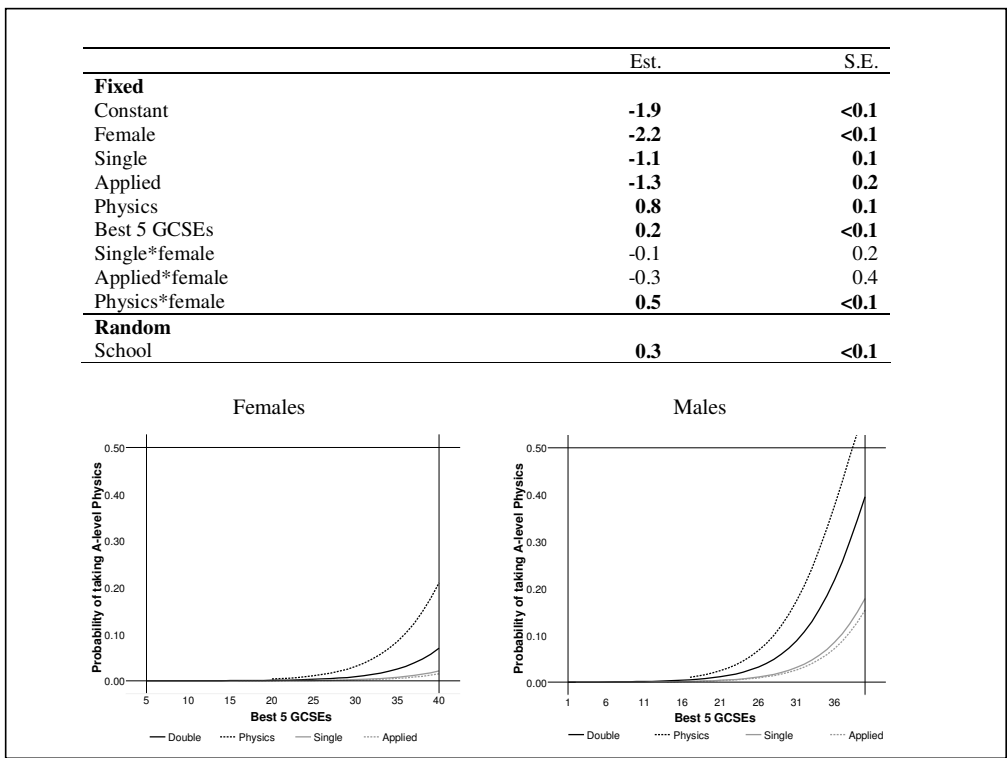 Est. S.E.
Fixed
Constant -1.9 <0.1
Female -2.2 <0.1
Single -1.1 0.1
Applied -1.3 0.2
Physics 0.8 0.1
Best 5 GCSEs 0.2 <0.1
Single*female -0.1 0.2
Applied*female -0.3 0.4
Physics*female 0.5 <0.1
Random
School 0.3 <0.1
Females
Probability of taking A-level Physics
0.50
0.40
0.30
0.20
0.10
0.00
5 10 15 20 25 30 35 40
Best 5 GCSEs
Double Physics Single Applied
Males
Probability of taking A-level Physics
0.50
0.40
0.30
0.20
0.10
0.00
1 6 11 16 21 26 31 36
Best 5 GCSEs
Double Physics Single Applied